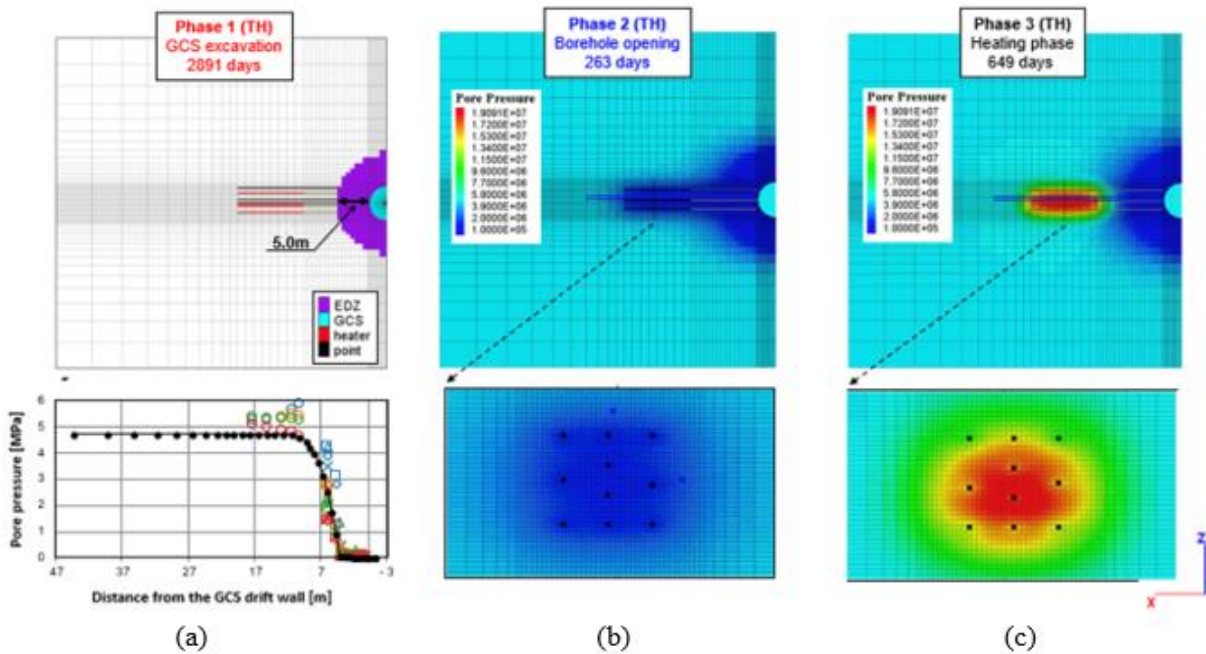 Phase 1 (TH)
GCS excavation
2891 days
5.0m
EDZ
GCS
heater
point
6
5
4
3
2
1
0
47
37
27
17
7
- 3
Pore pressure [MPa]
Distance from the GCS drift wall [m]
(a)
Phase 2 (TH)
Borehole opening
263 days
Pore Pressure
1.9091E+07
1.7200E+07
1.5300E+07
1.3400E+07
1.1500E+07
9.6000E+06
7.7000E+06
5.8000E+06
3.9000E+06
2.0000E+06
1.0000E+05
(b)
Phase 3 (TH)
Heating phase
649 days
Pore Pressure
1.9091E+07
1.7200E+07
1.5300E+07
1.3400E+07
1.1500E+07
9.6000E+06
7.7000E+06
5.8000E+06
3.9000E+06
2.0000E+06
1.0000E+05
Z
X
(c)